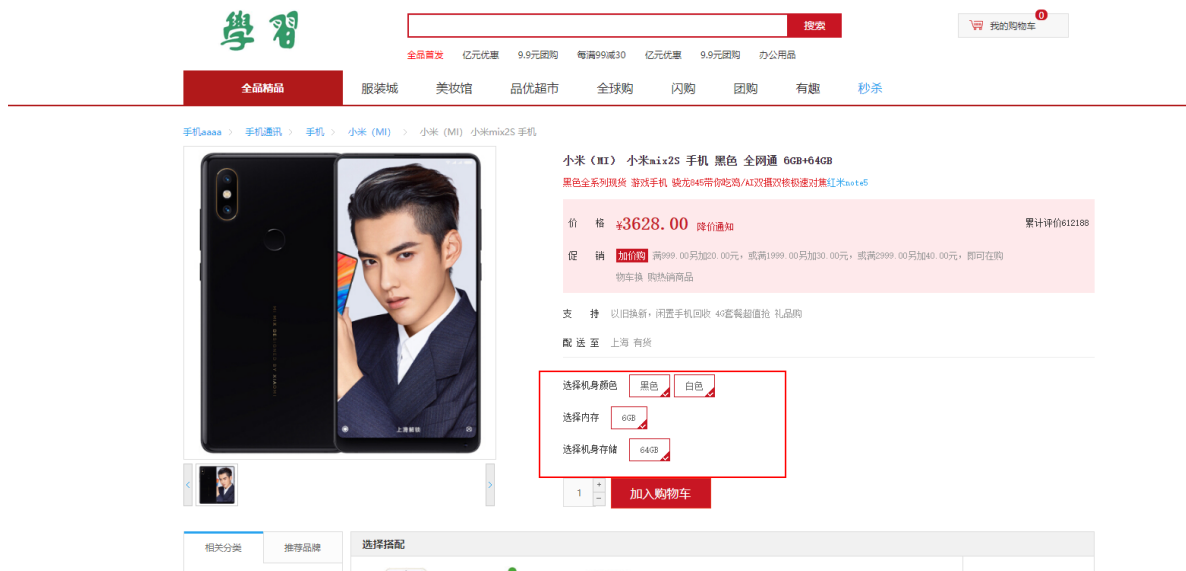 學習
搜索
0
我的购物车
全品首发 亿元优惠 9.9元团购 每满99减30 亿元优惠 9.9元团购 办公用品
全品精品 服装城 美妆馆 品优超市 全球购 闪购 团购 有趣 秒杀
手机aaaa > 手机通讯 > 手机 > 小米（MI） > 小米（MI） 小米mix2S 手机
小米（MI） 小米mix2S 手机 黑色 全网通 6GB+64GB
黑色全系列现货 游戏手机 骁龙845带你吃鸡/AI双摄双核极速对焦红米note5
价 格 ¥3628.00 降价通知 累计评价612188
促 销 加价购 满999.00另加20.00元，或满1999.00另加30.00元，或满2999.00另加40.00元，即可在购
物车换 购热销商品
支 持 以旧换新，闲置手机回收 4G套餐超值抢 礼品购
配送至 上海 有货
选择机身颜色 黑色 白色
选择内存 6GB
选择机身存储 64GB
上滑解锁
< >
1 + − 加入购物车
相关分类 推荐品牌 选择搭配